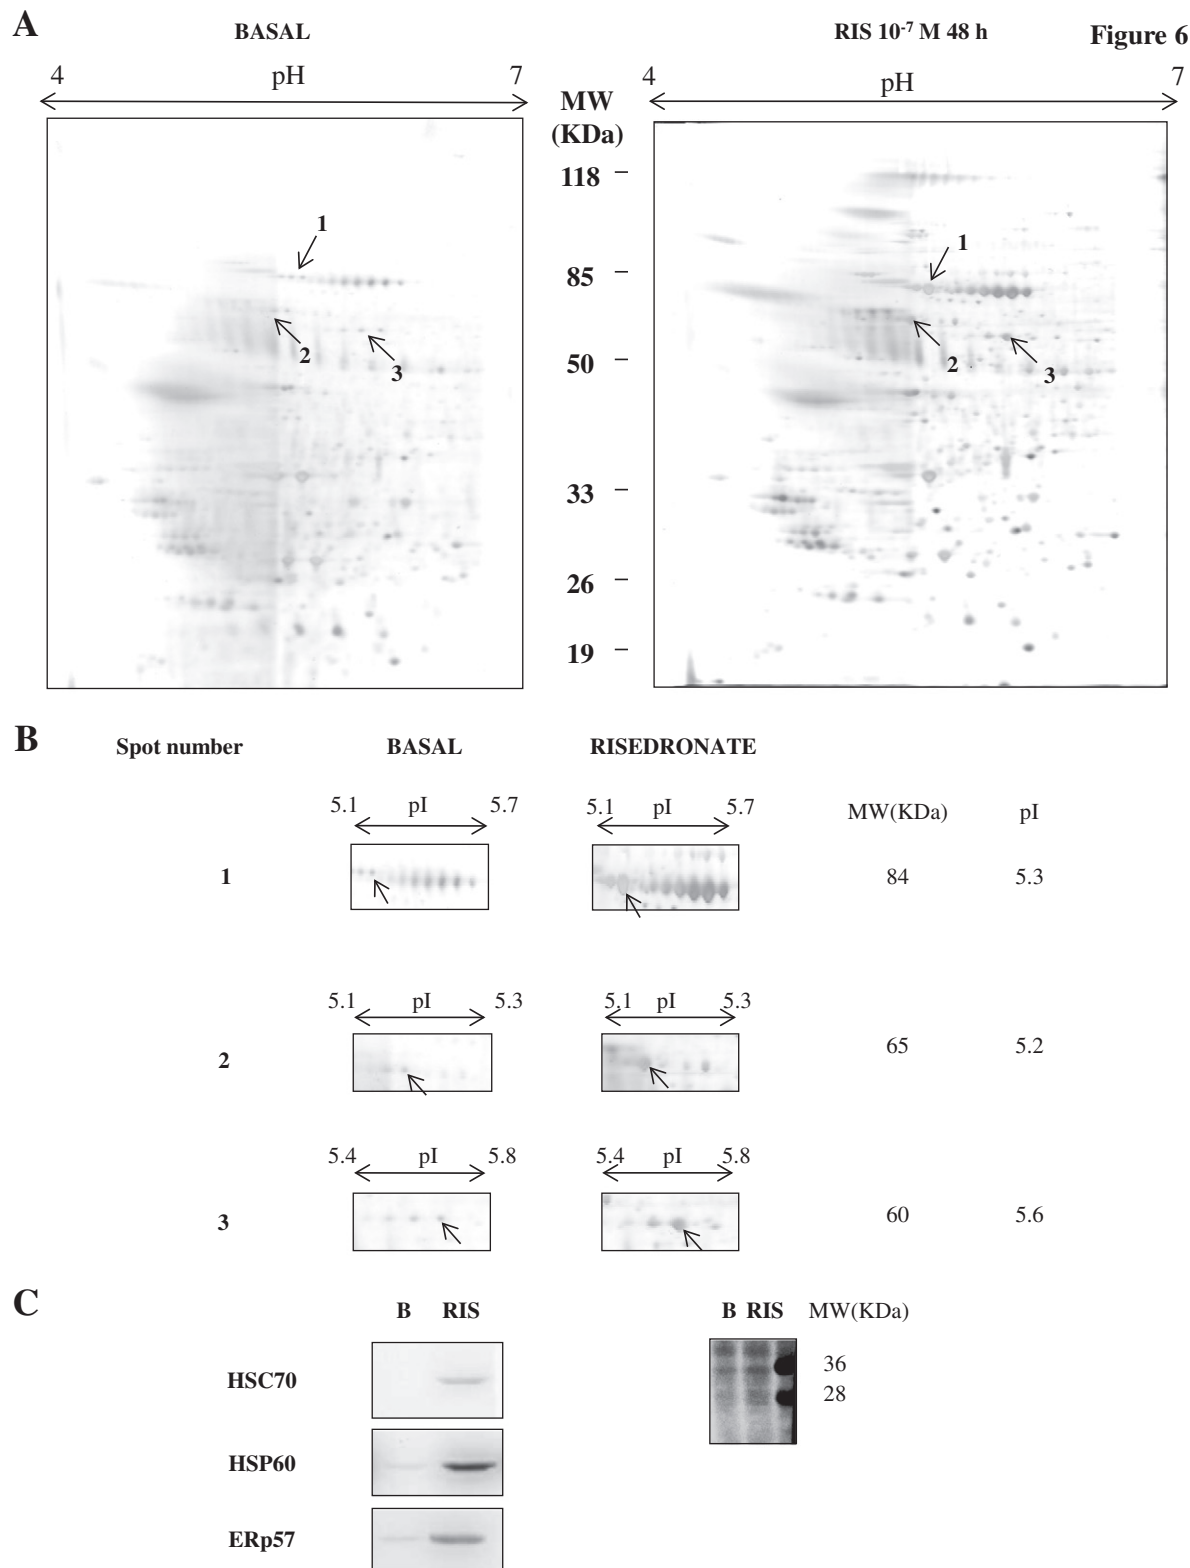 A
BASAL
RIS 10⁻⁷ M 48 h
Figure 6
4 pH 7
4 pH 7
MW
(KDa)
118
85
50
33
26
19
1
2
3
1
2
3
B
Spot number BASAL RISEDRONATE
5.1 pI 5.7
5.1 pI 5.7
MW(KDa) pI
1 84 5.3
5.1 pI 5.3
5.1 pI 5.3
2 65 5.2
5.4 pI 5.8
5.4 pI 5.8
3 60 5.6
C
B RIS
B RIS MW(KDa)
HSC70
36
28
HSP60
ERp57